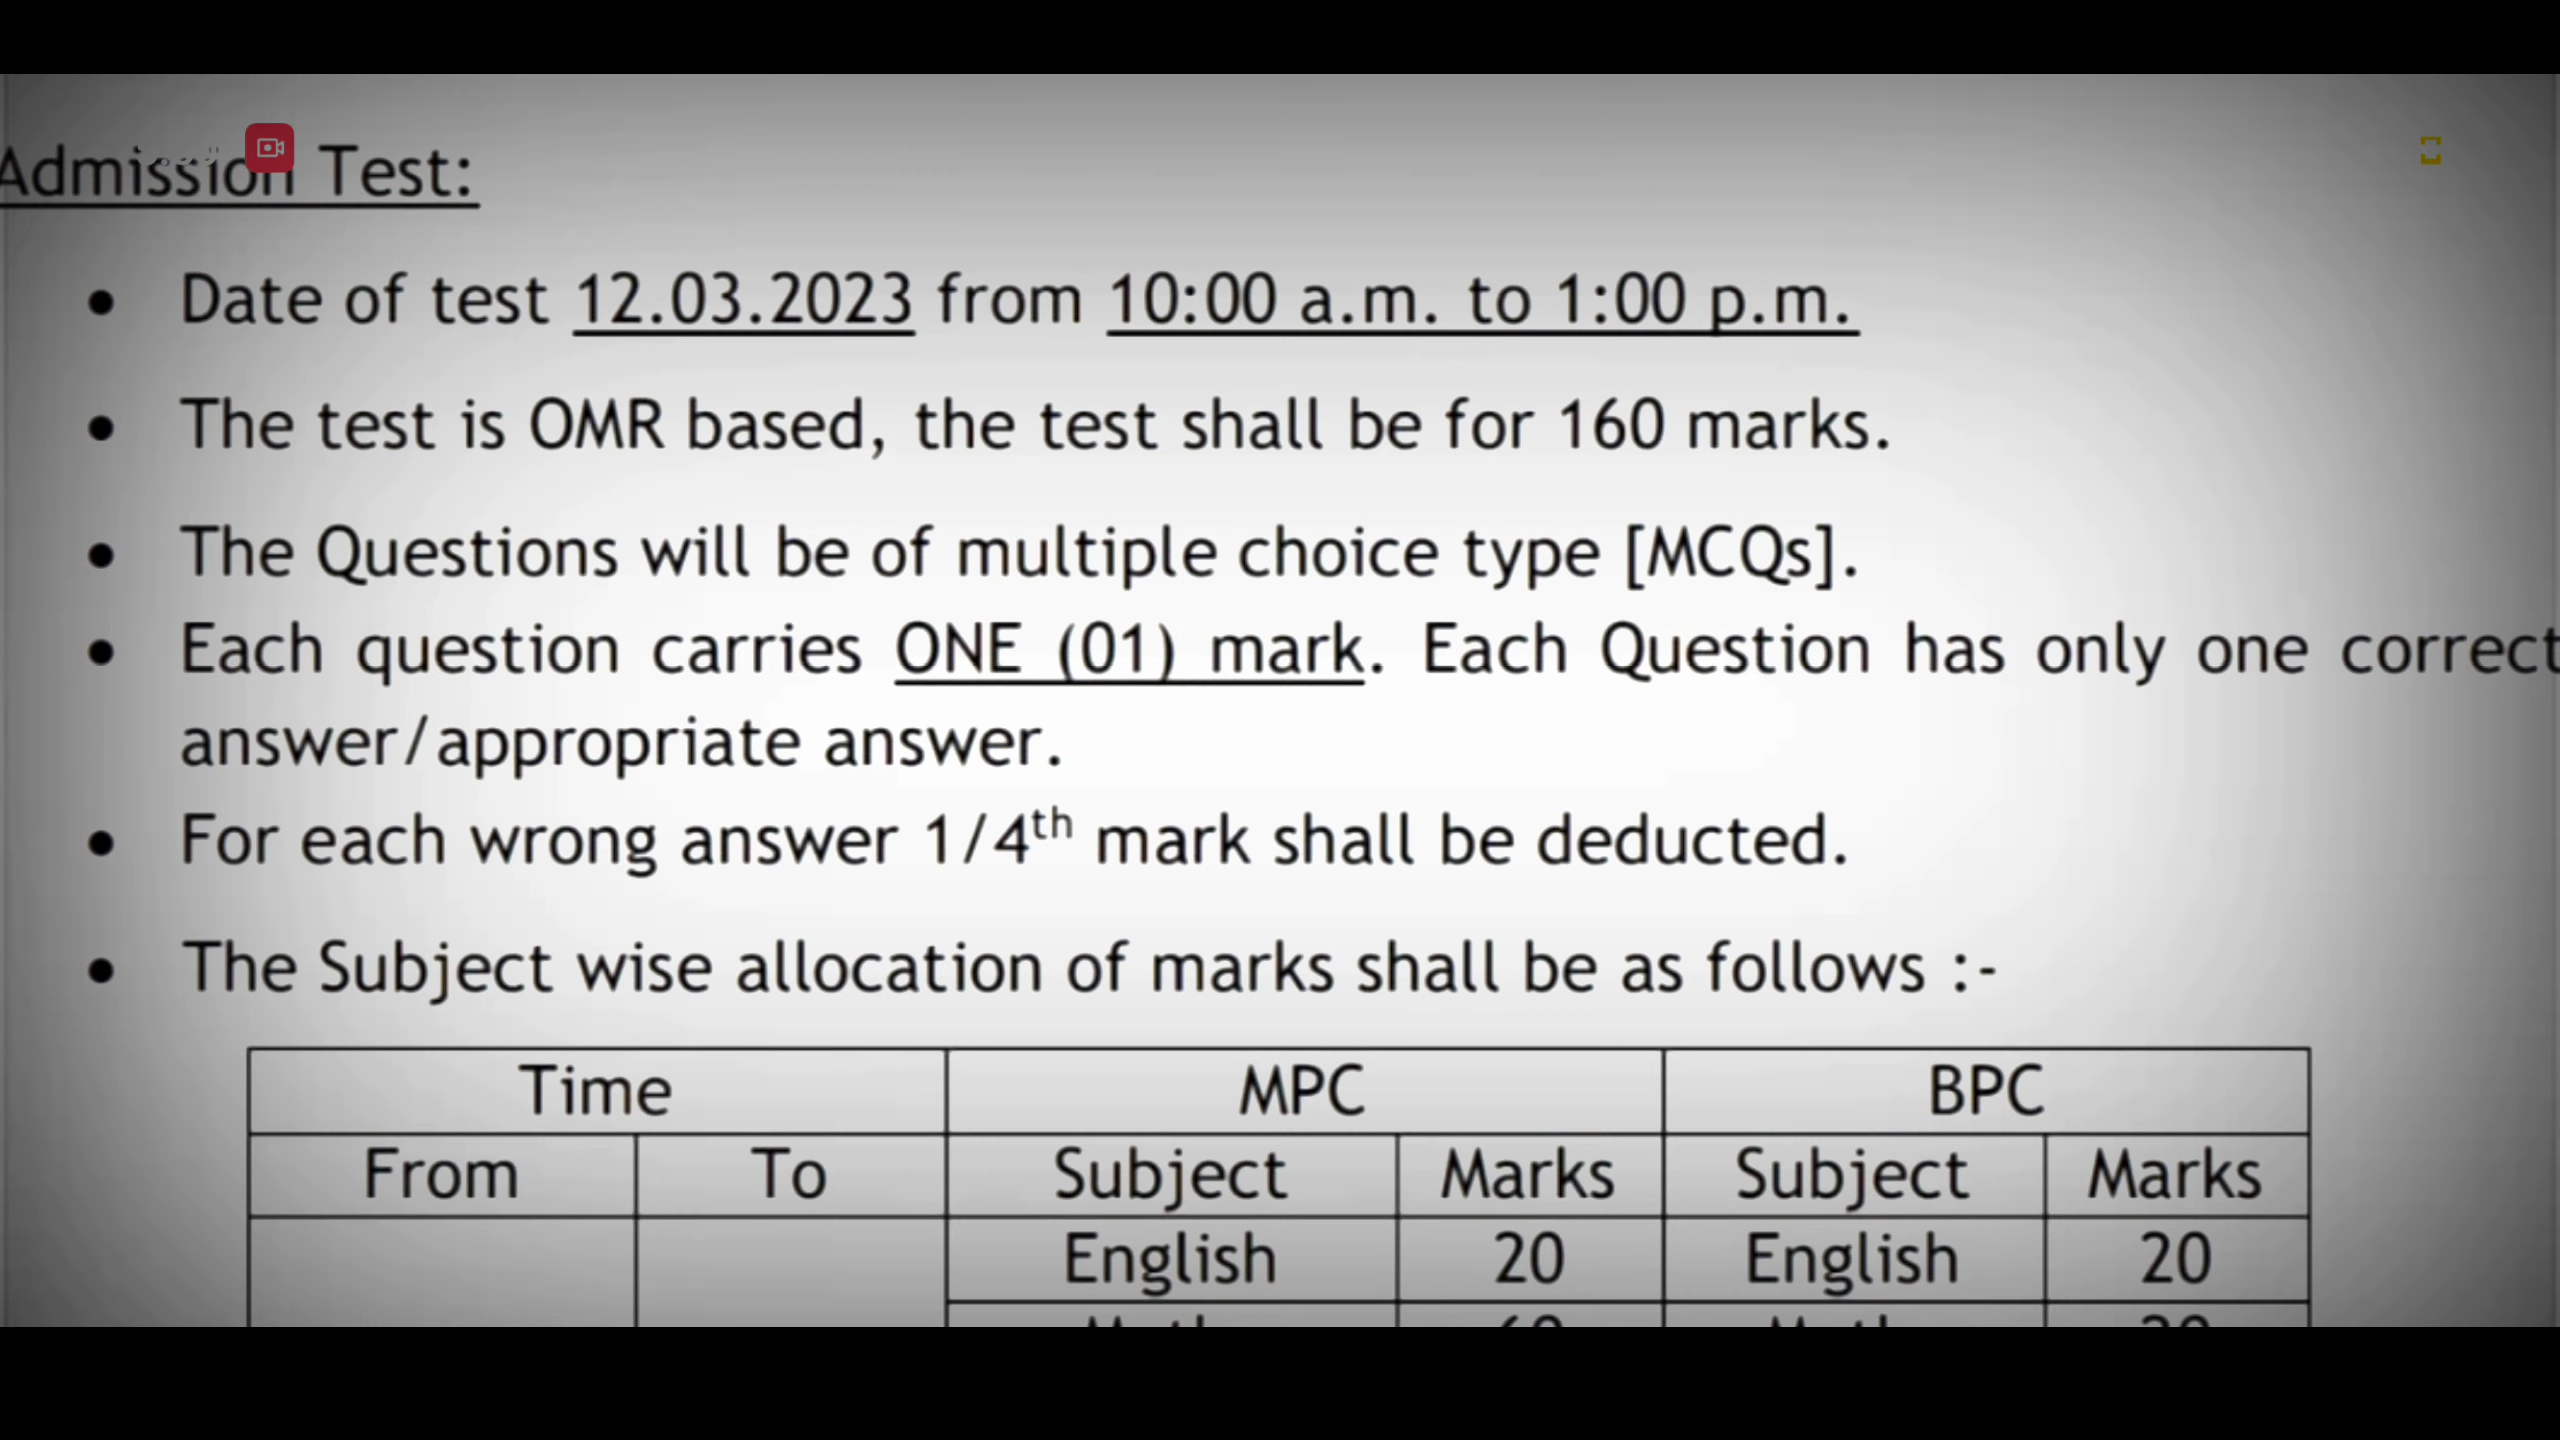 Admission Test:
• Date of test 12.03.2023 from 10:00 a.m. to 1:00 p.m.
• The test is OMR based, the test shall be for 160 marks.
• The Questions will be of multiple choice type [MCQs].
• Each question carries ONE (01) mark. Each Question has only one correct
answer/appropriate answer.
• For each wrong answer 1/4th mark shall be deducted.
• The Subject wise allocation of marks shall be as follows :-
Time MPC BPC
From To Subject Marks Subject Marks
English 20 English 20